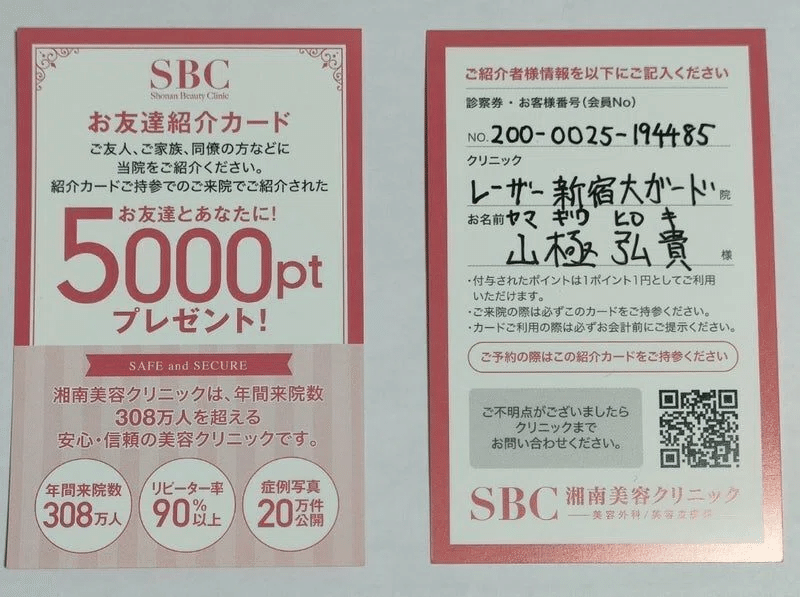 SBC
Shonan Beauty Clinic
お友達紹介カード
ご友人、ご家族、同僚の方などに
当院をご紹介ください。
紹介カードご持参でのご来院でご紹介された
お友達とあなたに!
5000pt
プレゼント!
SAFE and SECURE
湘南美容クリニックは、年間来院数
308万人を超える
安心・信頼の美容クリニックです。
年間来院数
308万人
リピーター率
90%以上
症例写真
20万件公開
ご紹介者様情報を以下にご記入ください
診察券・お客様番号(会員No)
NO. 200-0025-194485
クリニック
レーザー新宿大ガード 院
お名前 ヤマ ギワ ヒロ キ
山極 弘貴 様
・付与されたポイントは1ポイント1円としてご利用
いただけます。
・ご来院の際は必ずこのカードをご持参ください。
・カードご利用の際は必ずお会計前にご提示ください。
ご予約の際はこの紹介カードをご持参ください
ご不明点がございましたら
クリニックまで
お問い合わせください。
SBC 湘南美容クリニック
美容外科/美容皮膚科